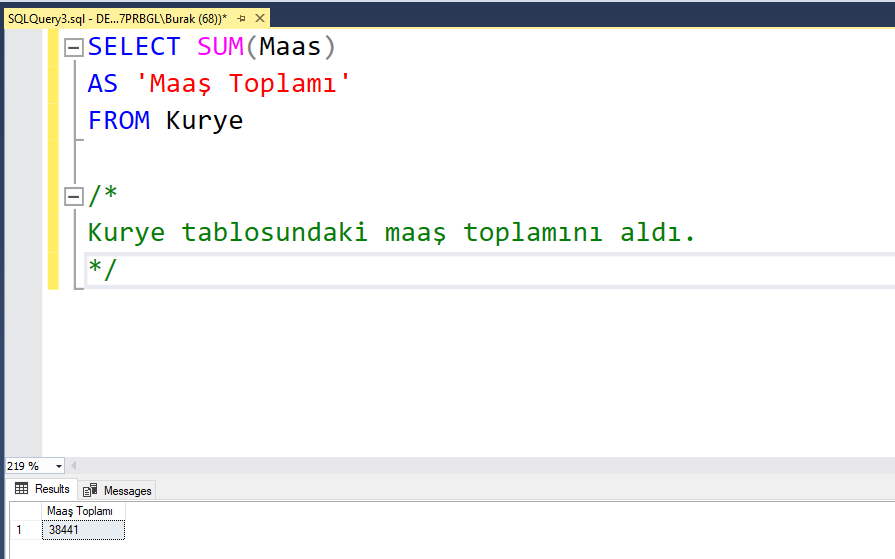 SQLQuery3.sql - DE...7PRBGL\Burak (68))*
SELECT SUM(Maas)
AS 'Maaş Toplamı'
FROM Kurye
/*
Kurye tablosundaki maaş toplamını aldı.
*/
219 %
Results Messages
Maaş Toplamı
1 38441